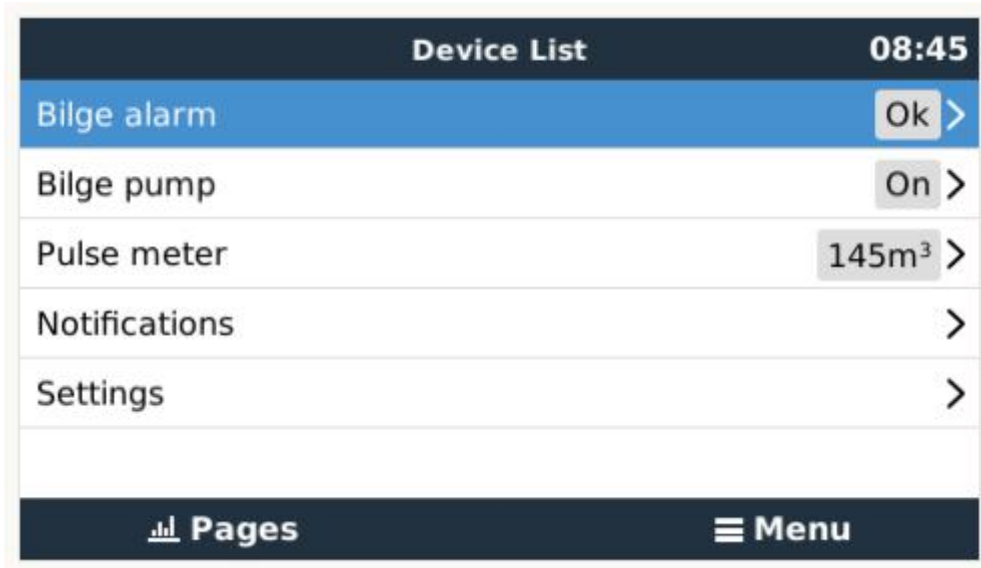 Device List 08:45
Bilge alarm Ok
Bilge pump On
Pulse meter 145m³
Notifications
Settings
Pages Menu